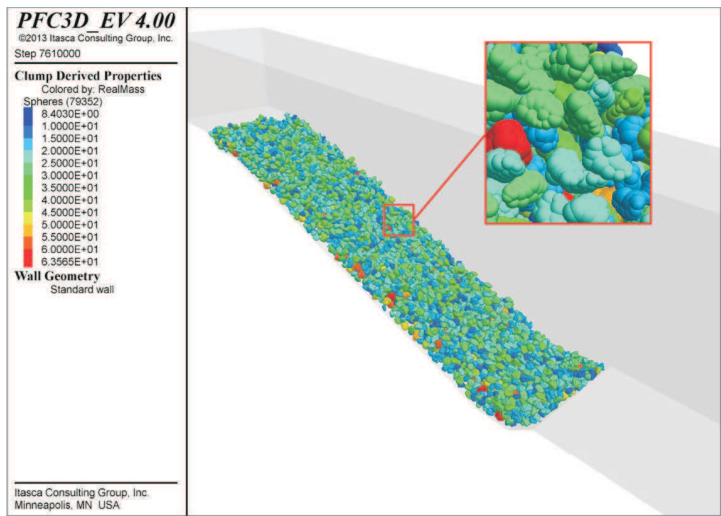 PFC3D_EV 4.00
©2013 Itasca Consulting Group, Inc.
Step 7610000
Clump Derived Properties
Colored by: RealMass
Spheres (79352)
8.4030E+00
1.0000E+01
1.5000E+01
2.0000E+01
2.5000E+01
3.0000E+01
3.5000E+01
4.0000E+01
4.5000E+01
5.0000E+01
5.5000E+01
6.0000E+01
6.3565E+01
Wall Geometry
Standard wall
Itasca Consulting Group, Inc.
Minneapolis, MN USA